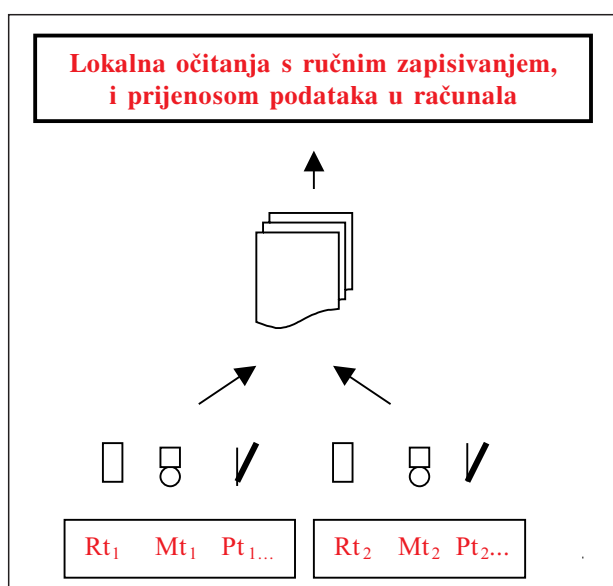 Lokalna očitanja s ručnim zapisivanjem,
i prijenosom podataka u računala
Rt₁ Mt₁ Pt₁... Rt₂ Mt₂ Pt₂...